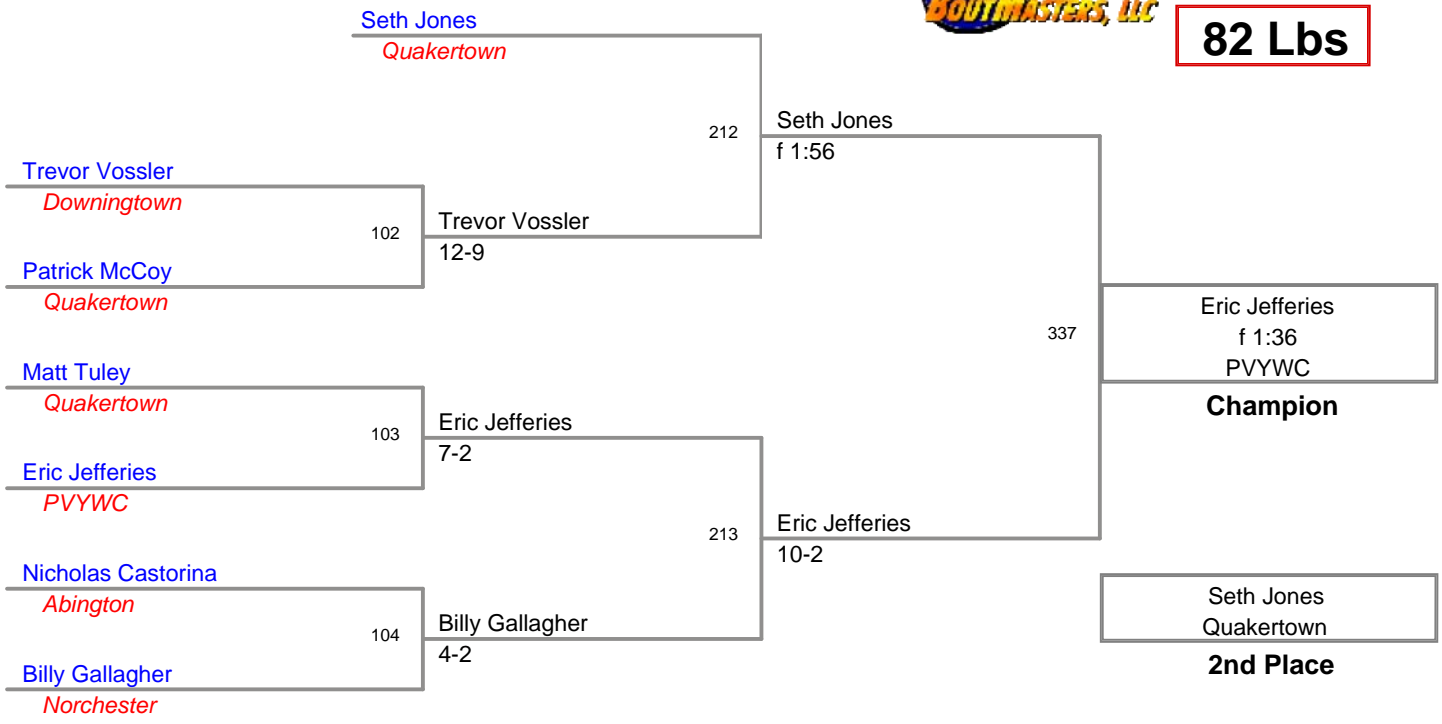 BOUTMASTERS, LLC
82 Lbs
Seth Jones
Quakertown
212
Seth Jones
f 1:56
Trevor Vossler
Downingtown
102
Trevor Vossler
12-9
Patrick McCoy
Quakertown
337
Eric Jefferies
f 1:36
PVYWC
Champion
Matt Tuley
Quakertown
103
Eric Jefferies
7-2
Eric Jefferies
PVYWC
213
Eric Jefferies
10-2
Nicholas Castorina
Abington
104
Billy Gallagher
4-2
Billy Gallagher
Norchester
Seth Jones
Quakertown
2nd Place